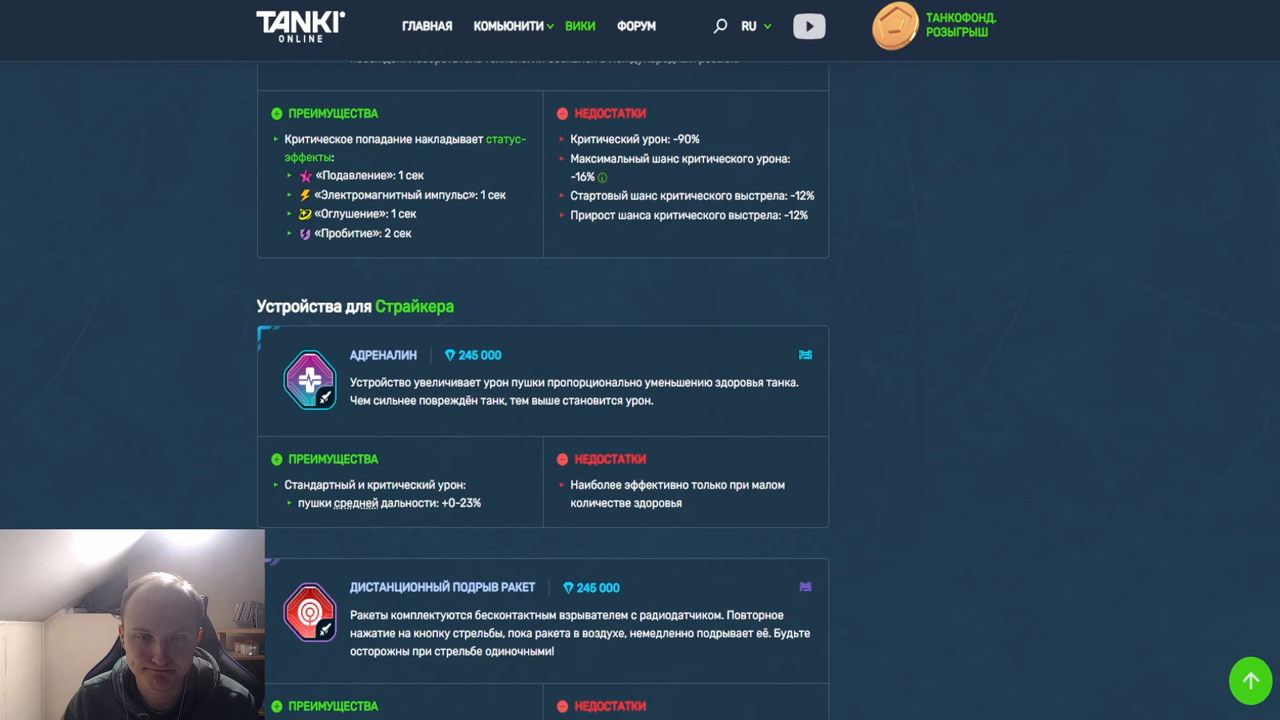 TANKI
ONLINE
ГЛАВНАЯ
КОМЬЮНИТИ
ВИКИ
ФОРУМ
RU
ТАНКОФОНД.
РОЗЫГРЫШ
ПРЕИМУЩЕСТВА
Критическое попадание накладывает статус-
эффекты:
«Подавление»: 1 сек
«Электромагнитный импульс»: 1 сек
«Оглушение»: 1 сек
«Пробитие»: 2 сек
НЕДОСТАТКИ
Критический урон: -90%
Максимальный шанс критического урона:
-16%
Стартовый шанс критического выстрела: -12%
Прирост шанса критического выстрела: -12%
Устройства для Страйкера
АДРЕНАЛИН
245 000
Устройство увеличивает урон пушки пропорционально уменьшению здоровья танка.
Чем сильнее повреждён танк, тем выше становится урон.
ПРЕИМУЩЕСТВА
Стандартный и критический урон:
пушки средней дальности: +0-23%
НЕДОСТАТКИ
Наиболее эффективно только при малом
количестве здоровья
ДИСТАНЦИОННЫЙ ПОДРЫВ РАКЕТ
245 000
Ракеты комплектуются бесконтактным взрывателем с радиодатчиком. Повторное
нажатие на кнопку стрельбы, пока ракета в воздухе, немедленно подрывает её. Будьте
осторожны при стрельбе одиночными!
ПРЕИМУЩЕСТВА
НЕДОСТАТКИ